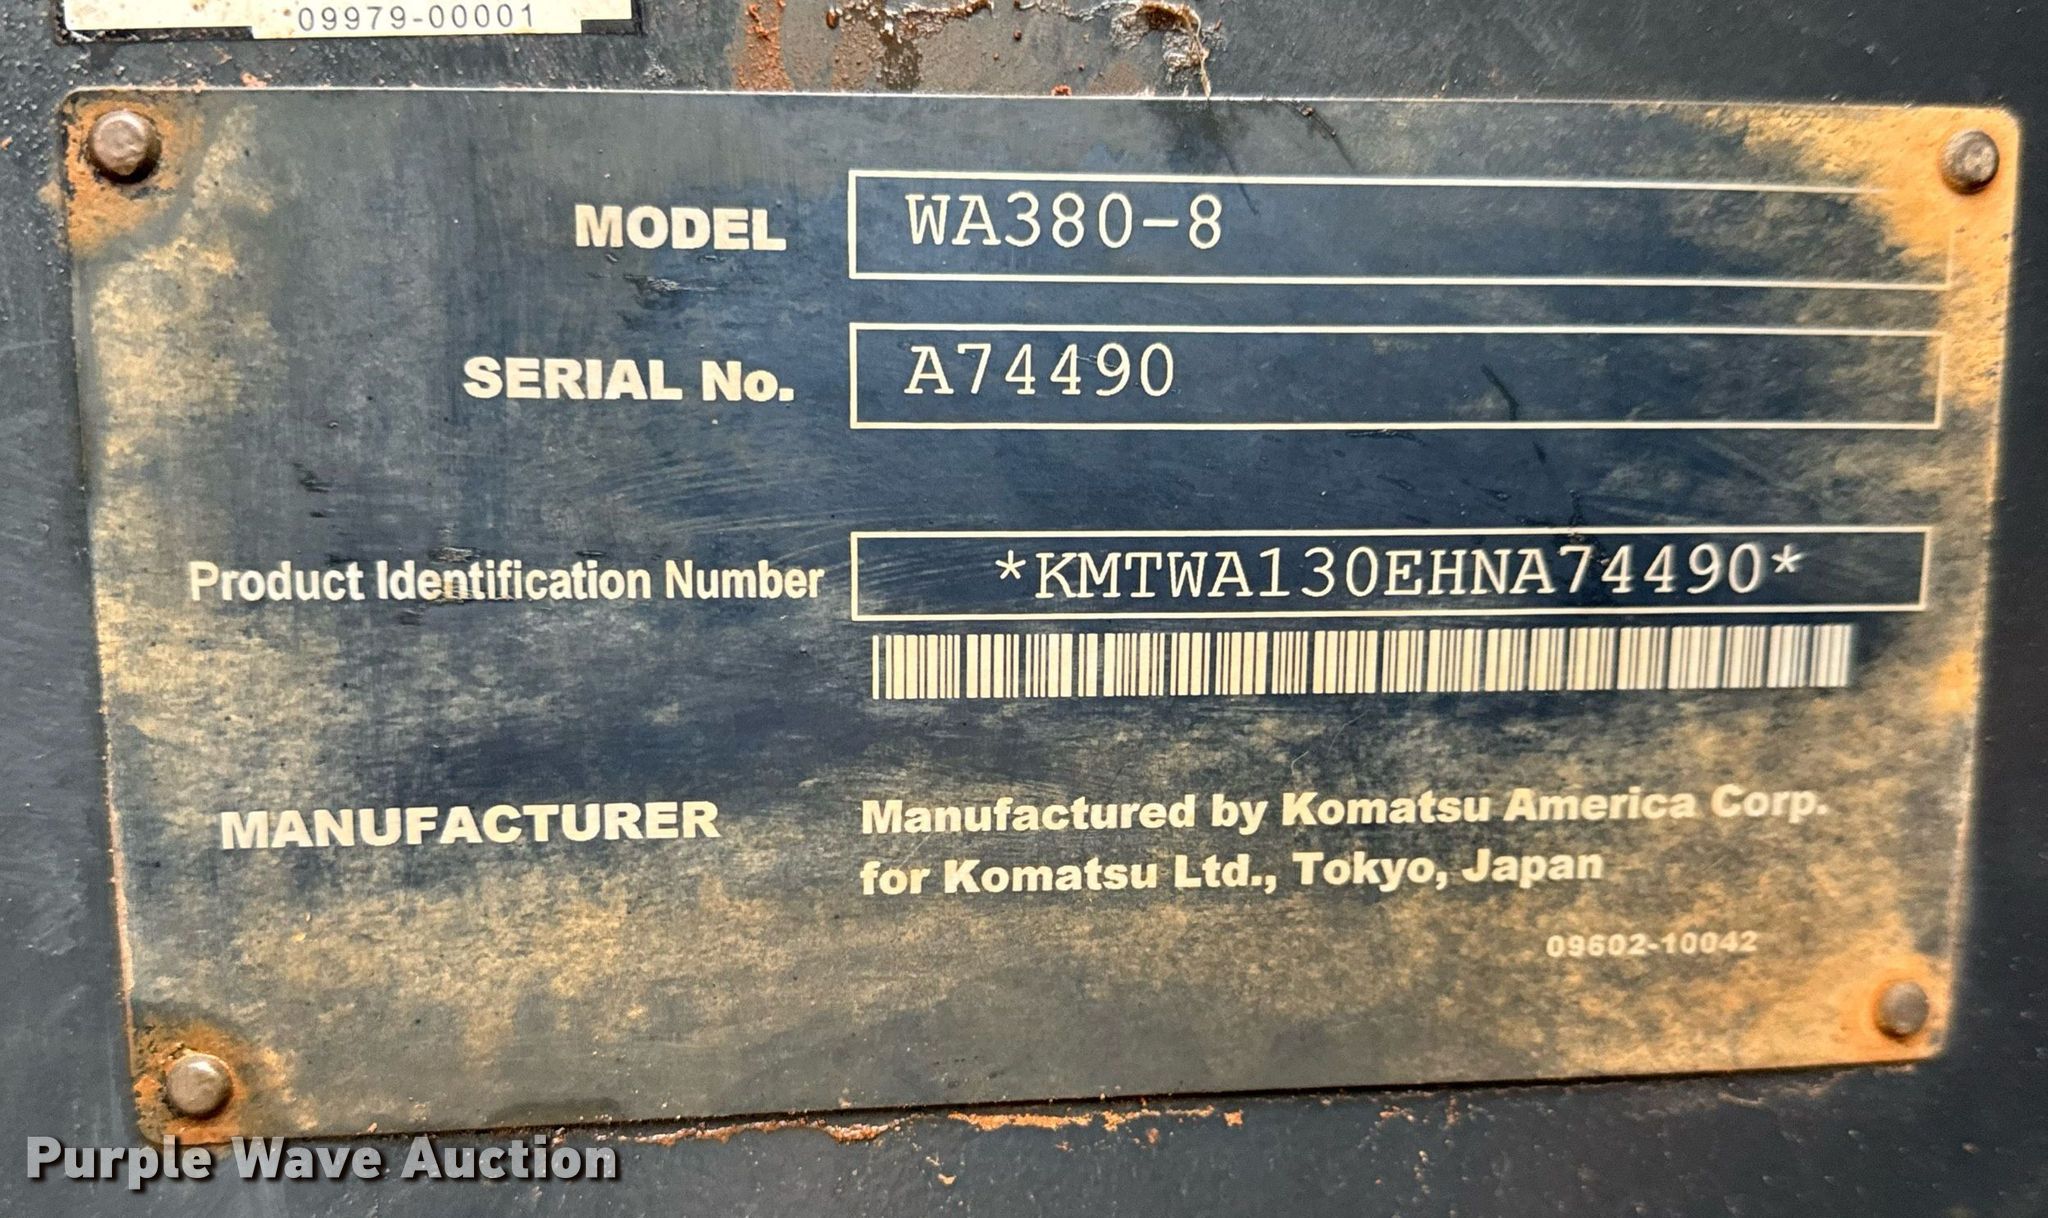 09979-00001
MODEL WA380-8
SERIAL No. A74490
Product Identification Number *KMTWA130EHNA74490*
MANUFACTURER Manufactured by Komatsu America Corp.
for Komatsu Ltd., Tokyo, Japan
09602-10042
Purple Wave Auction